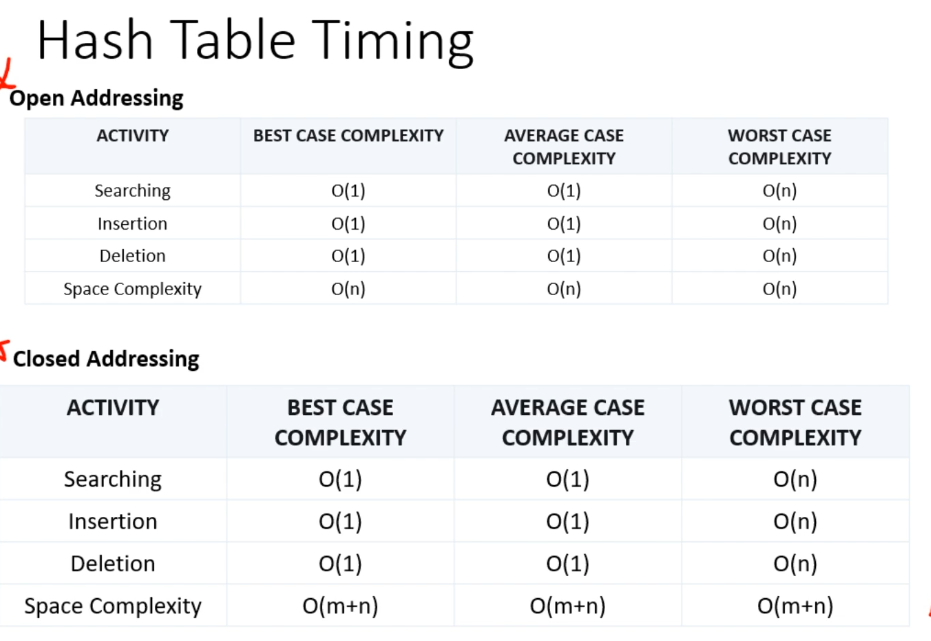 Hash Table Timing
Open Addressing
ACTIVITY BEST CASE COMPLEXITY AVERAGE CASE COMPLEXITY WORST CASE COMPLEXITY
Searching O(1) O(1) O(n)
Insertion O(1) O(1) O(n)
Deletion O(1) O(1) O(n)
Space Complexity O(n) O(n) O(n)
Closed Addressing
ACTIVITY BEST CASE COMPLEXITY AVERAGE CASE COMPLEXITY WORST CASE COMPLEXITY
Searching O(1) O(1) O(n)
Insertion O(1) O(1) O(n)
Deletion O(1) O(1) O(n)
Space Complexity O(m+n) O(m+n) O(m+n)